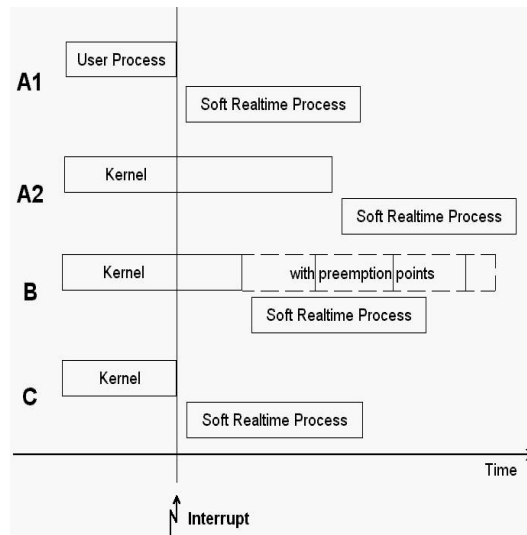 User Process
A1
Soft Realtime Process
Kernel
A2
Soft Realtime Process
Kernel
with preemption points
B
Soft Realtime Process
Kernel
C
Soft Realtime Process
Time
Interrupt